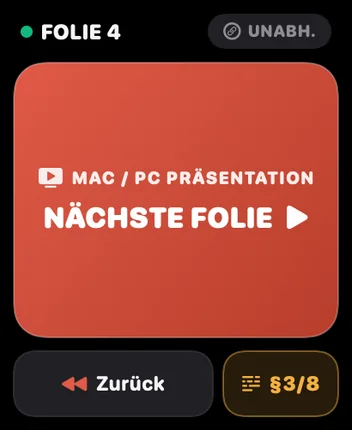 FOLIE 4
UNABH.
MAC / PC PRÄSENTATION
NÄCHSTE FOLIE
Zurück
§3/8